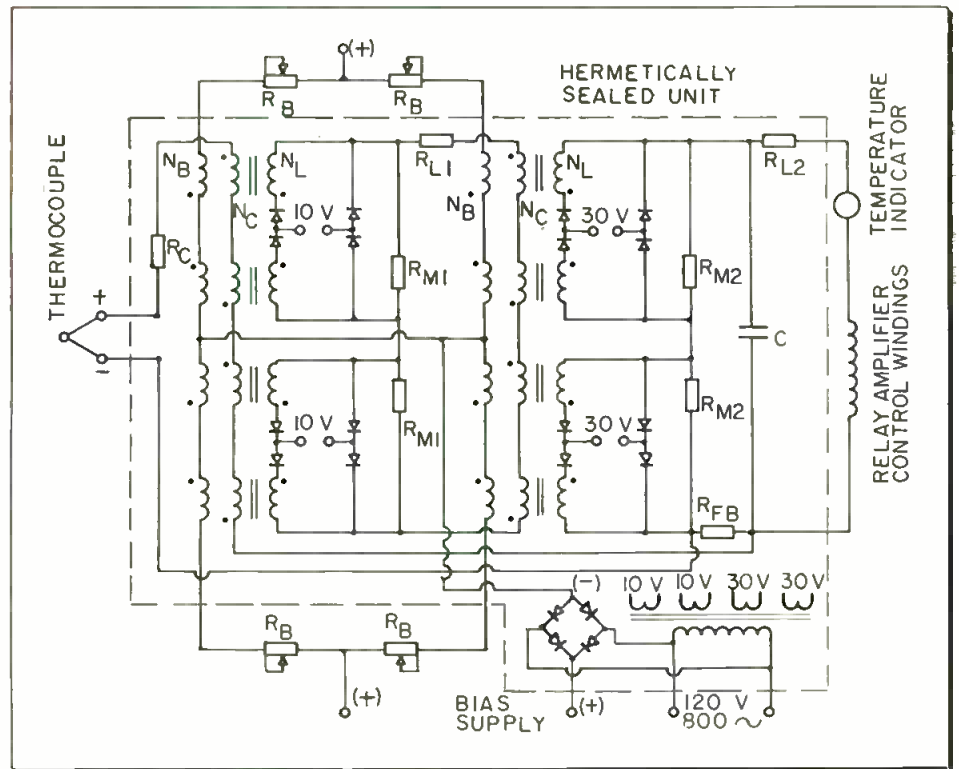 (+)
R_B
R_B
HERMETICALLY
SEALED UNIT
THERMOCOUPLE
TEMPERATURE
INDICATOR
RELAY AMPLIFIER
CONTROL WINDINGS
N_B
N_L
R_L1
N_L
R_L2
N_C
10 V
N_B
N_C
30 V
R_C
R_M1
R_M2
+
-
C
10 V
R_M1
30 V
R_M2
R_FB
(-)
10 V
10 V
30 V
30 V
R_B
R_B
(+)
BIAS
SUPPLY
(+)
120 V
800 ~